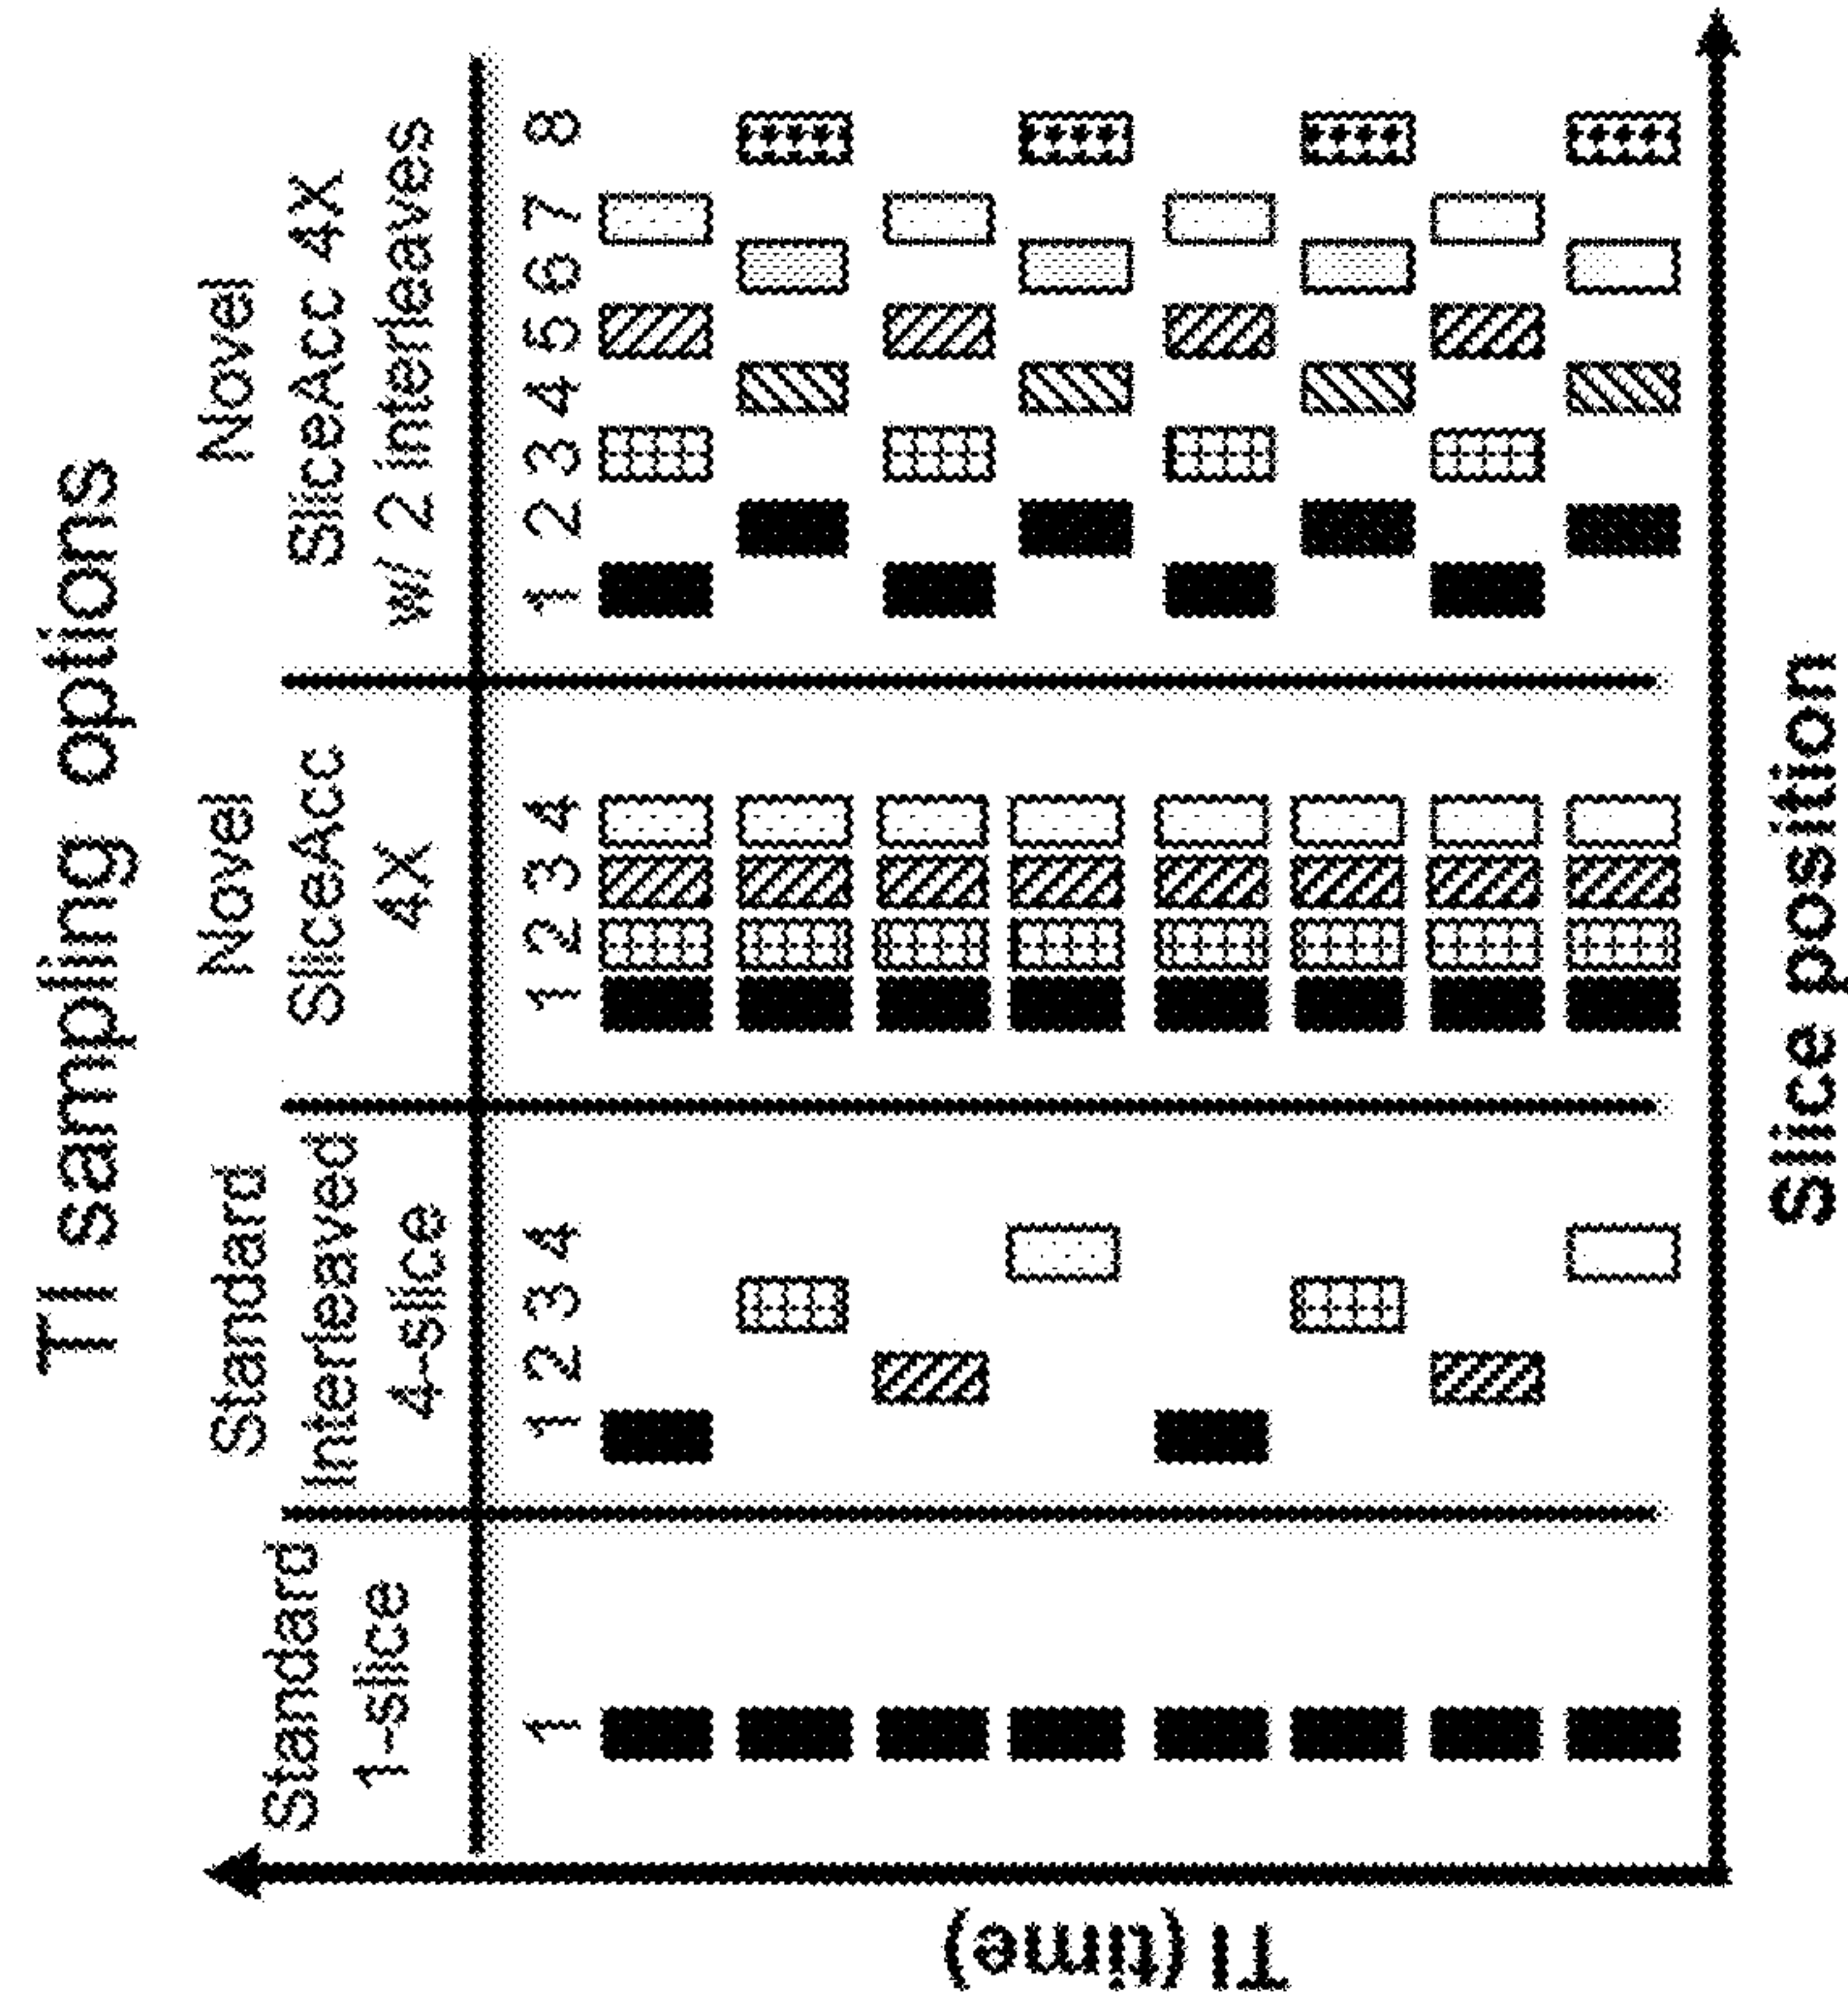 TI sampling options
Standard
1-slice
Standard
Interleaved
4-slice
Novel
SliceAcc
4X
Novel
SliceAcc 4X
w/ 2 interleaves
1
1 2 3 4
1 2 3 4
1 2 3 4 5 6 7 8
TI (time)
Slice position